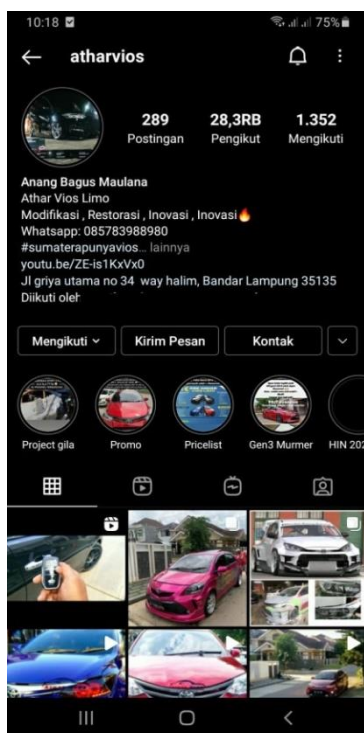 10:18
75%
atharvios
289
28,3RB
1.352
Postingan
Pengikut
Mengikuti
Anang Bagus Maulana
Athar Vios Limo
Modifikasi , Restorasi , Inovasi , Inovasi🔥
Whatsapp: 085783988980
#sumaterapunyavios... lainnya
youtu.be/ZE-is1KxVx0
Jl griya utama no 34 way halim, Bandar Lampung 35135
Diikuti oleh
Mengikuti
Kirim Pesan
Kontak
Project gila
Promo
Pricelist
Gen3 Murmer
HIN 202